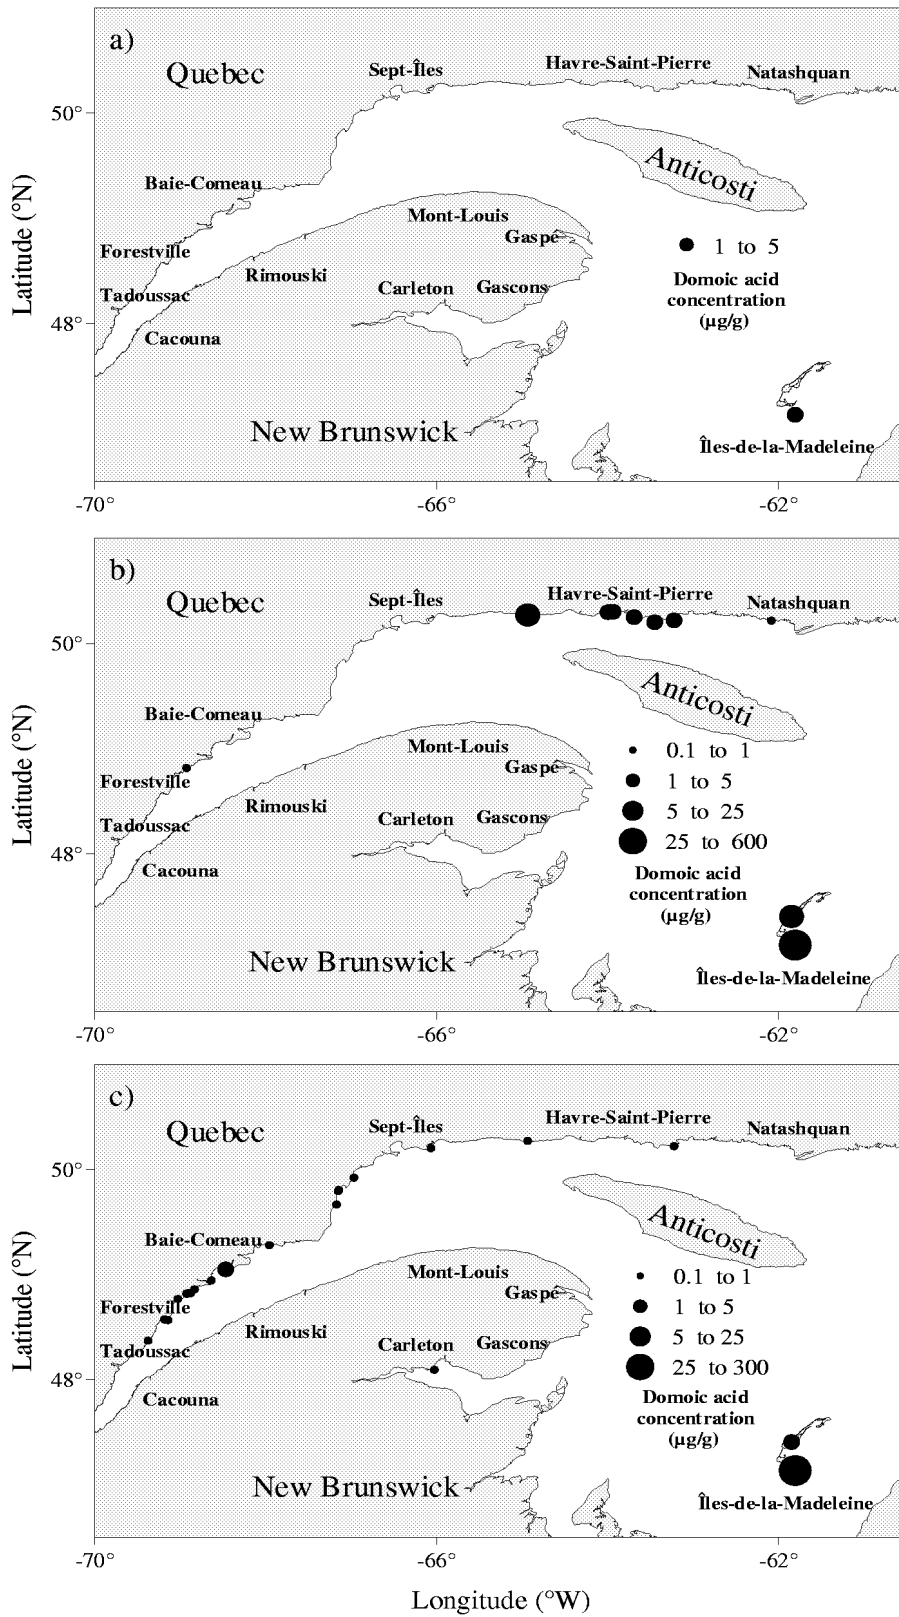 a)
Quebec
Sept-Îles
Havre-Saint-Pierre
Natashquan
50°
Anticosti
Baie-Comeau
Mont-Louis
Gaspé
Forestville
Rimouski
1 to 5
Tadoussac
Carleton
Gascons
Domoic acid
concentration
(µg/g)
48°
Cacouna
Latitude (°N)
New Brunswick
Îles-de-la-Madeleine
-70°
-66°
-62°
b)
Quebec
Sept-Îles
Havre-Saint-Pierre
Natashquan
50°
Anticosti
Baie-Comeau
Mont-Louis
Gaspé
0.1 to 1
Forestville
Rimouski
1 to 5
5 to 25
Tadoussac
Carleton
Gascons
25 to 600
48°
Cacouna
Domoic acid
concentration
(µg/g)
Latitude (°N)
New Brunswick
Îles-de-la-Madeleine
-70°
-66°
-62°
c)
Quebec
Sept-Îles
Havre-Saint-Pierre
Natashquan
50°
Anticosti
Baie-Comeau
Mont-Louis
Gaspé
0.1 to 1
Forestville
Rimouski
1 to 5
5 to 25
Tadoussac
Carleton
Gascons
25 to 300
48°
Cacouna
Domoic acid
concentration
(µg/g)
Latitude (°N)
New Brunswick
Îles-de-la-Madeleine
-70°
-66°
-62°
Longitude (°W)